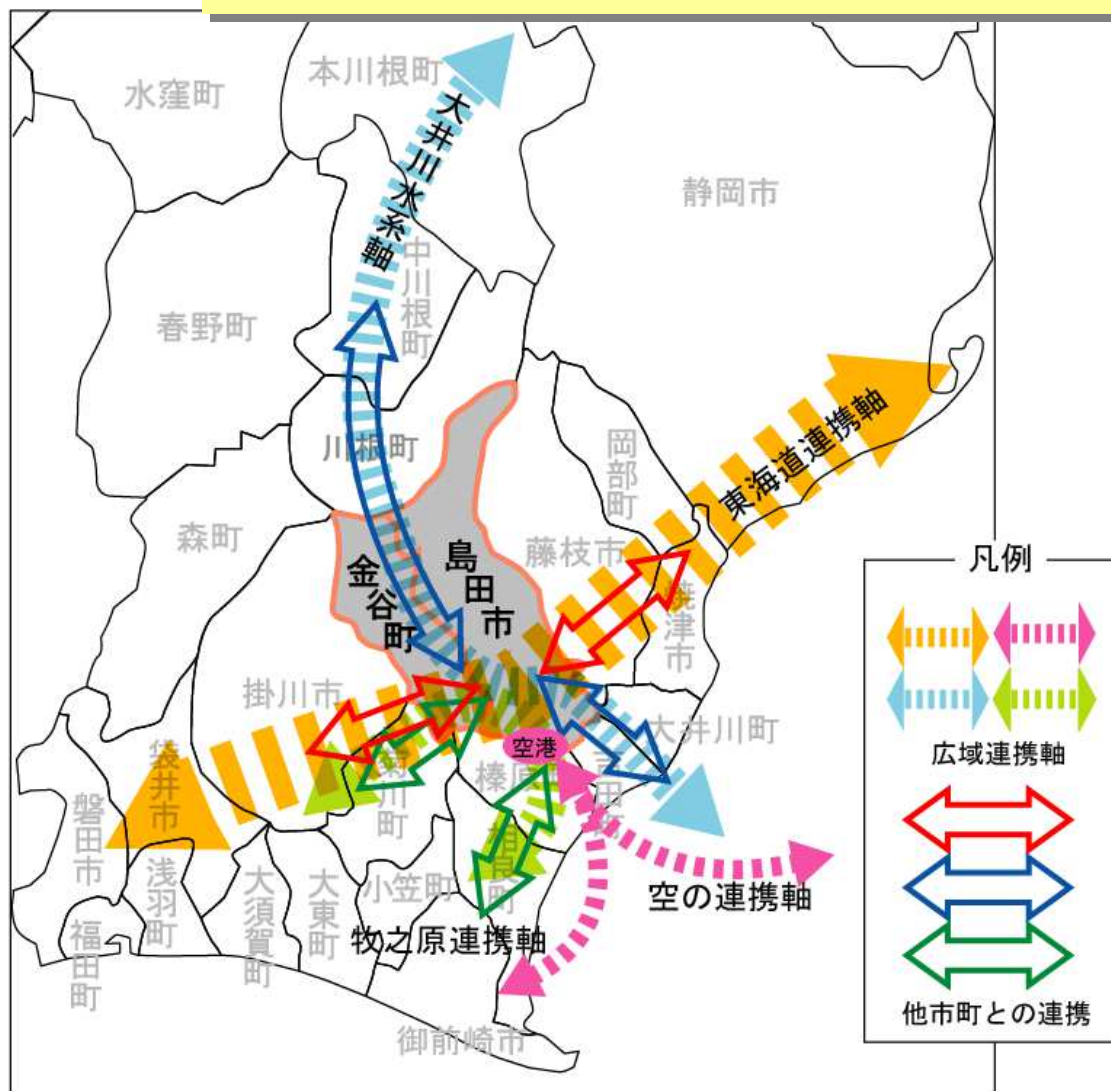 本川根町
水窪町
大井川水系軸
静岡市
中川根町
春野町
川根町
岡部町
東海道連携軸
森町
藤枝市
島田市
金谷町
焼津市
凡例
広域連携軸
他市町との連携
掛川市
大井川町
空港
袋井市
菊川町
榛原
吉田町
磐田市
相良町
浅羽町
大須賀町
大東町
小笠町
空の連携軸
牧之原連携軸
福田町
御前崎市